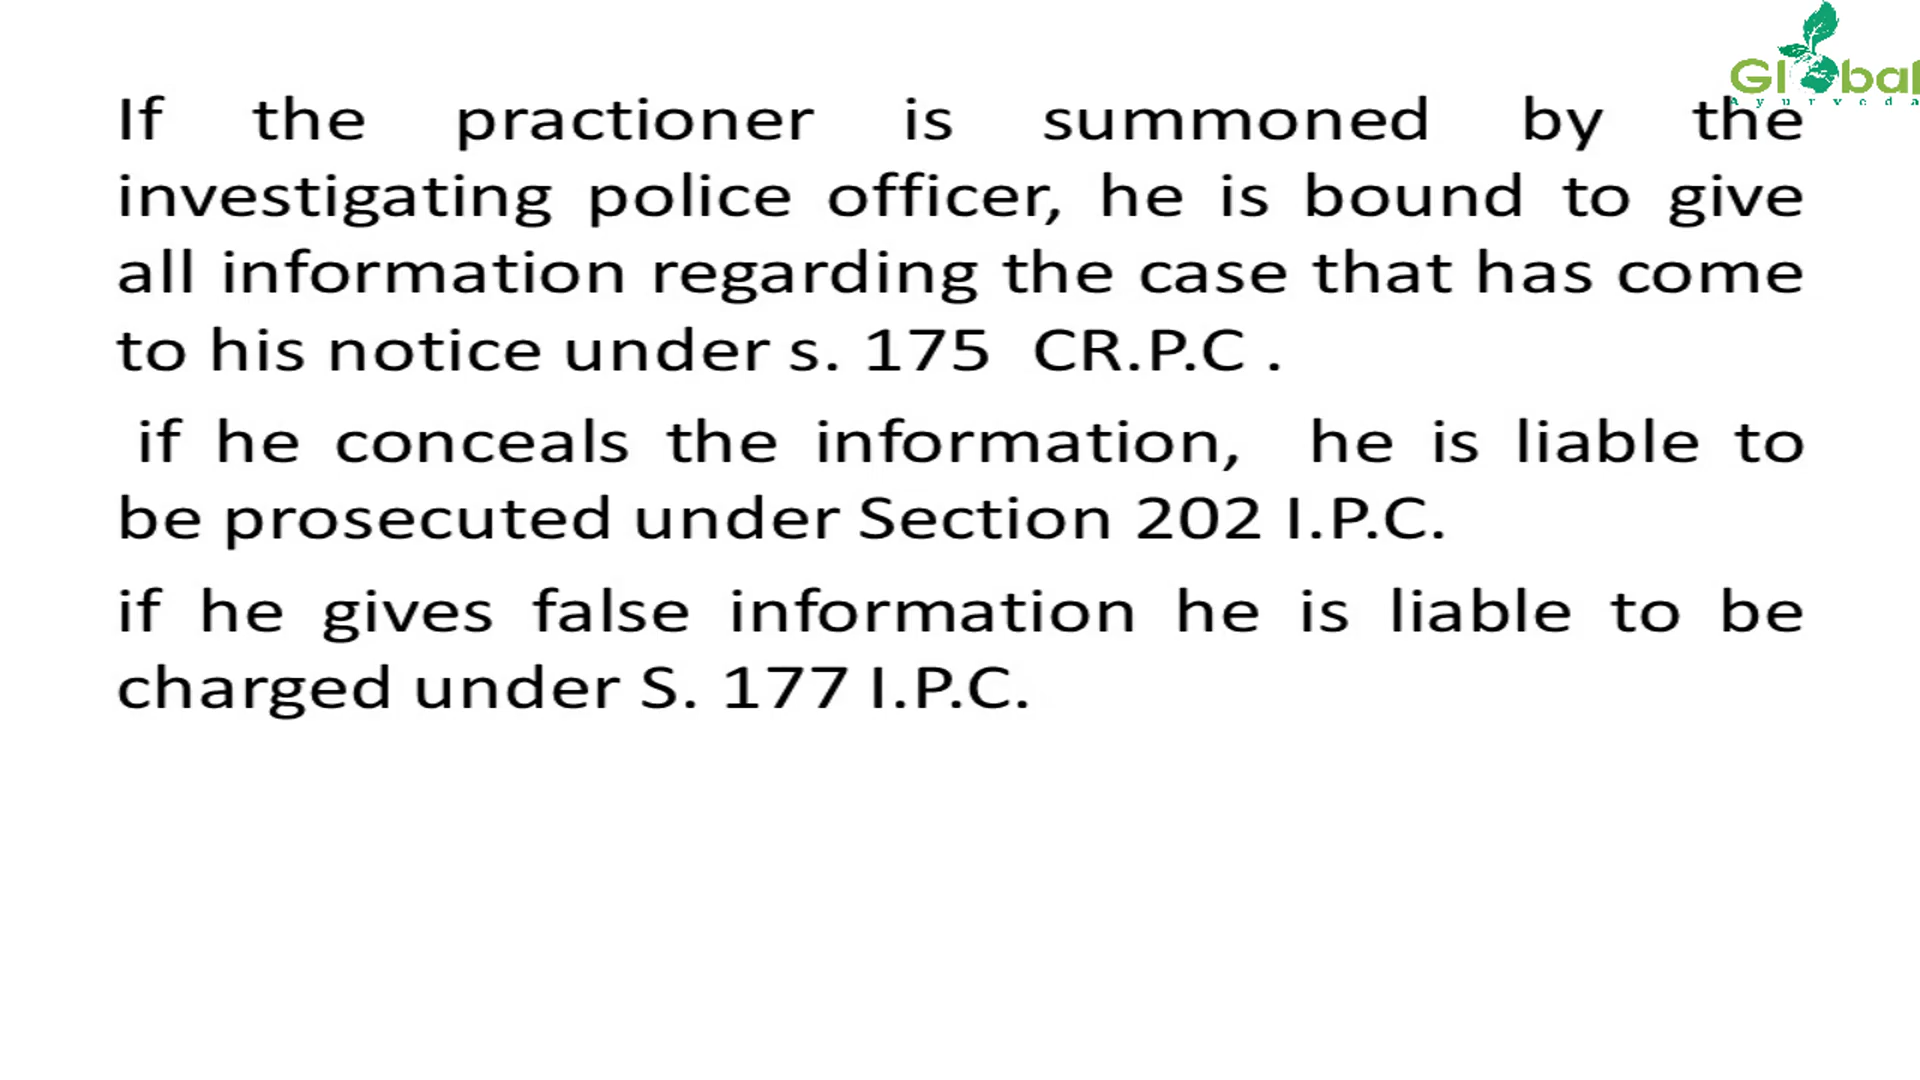 Global
Ayurveda
If the practioner is summoned by the
investigating police officer, he is bound to give
all information regarding the case that has come
to his notice under s. 175 CR.P.C .
if he conceals the information, he is liable to
be prosecuted under Section 202 I.P.C.
if he gives false information he is liable to be
charged under S. 177 I.P.C.